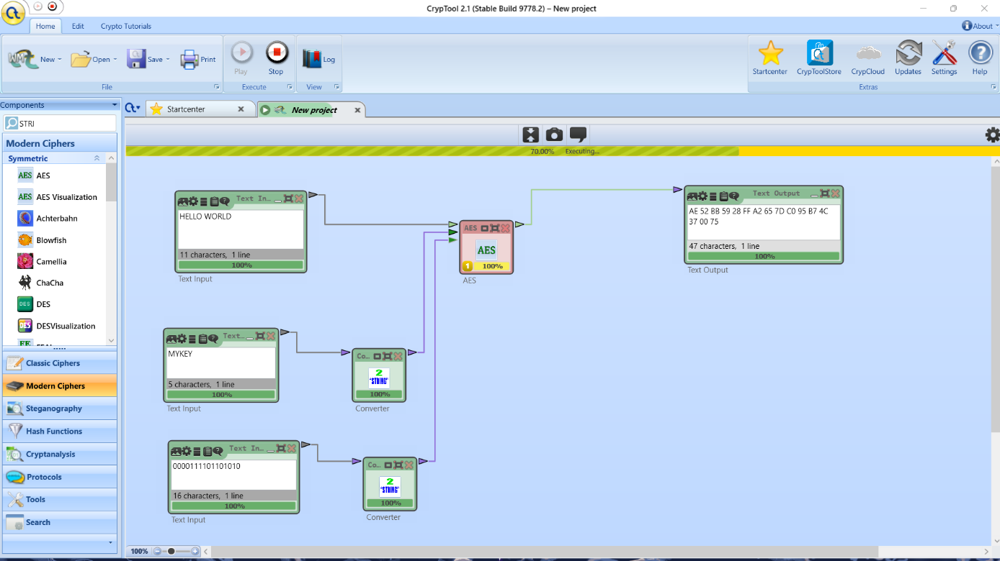 CrypTool 2.1 (Stable Build 9778.2) – New project
Home Edit Crypto Tutorials About
New Open Save Print Play Stop Log Startcenter CrypToolStore CrypCloud Updates Settings Help
File Execute View Extras
Components
Startcenter New project
STRI
Modern Ciphers
Symmetric
70.00% Executing...
AES AES
AES AES Visualization
Achterbahn
Blowfish
Camellia
ChaCha
DES DES
DES DESVisualization
Classic Ciphers
Modern Ciphers
Steganography
Hash Functions
Cryptanalysis
Protocols
Tools
Search
Text In...
HELLO WORLD
11 characters, 1 line
100%
Text Input
AES
AES
1 100%
AES
Text Output
AE 52 BB 59 28 FF A2 65 7D C0 95 B7 4C
37 00 75
47 characters, 1 line
100%
Text Output
Text...
MYKEY
5 characters, 1 line
100%
Text Input
Co...
2
"STRING"
100%
Converter
Text In...
0000111101101010
16 characters, 1 line
100%
Text Input
Co...
2
"STRING"
100%
Converter
100%